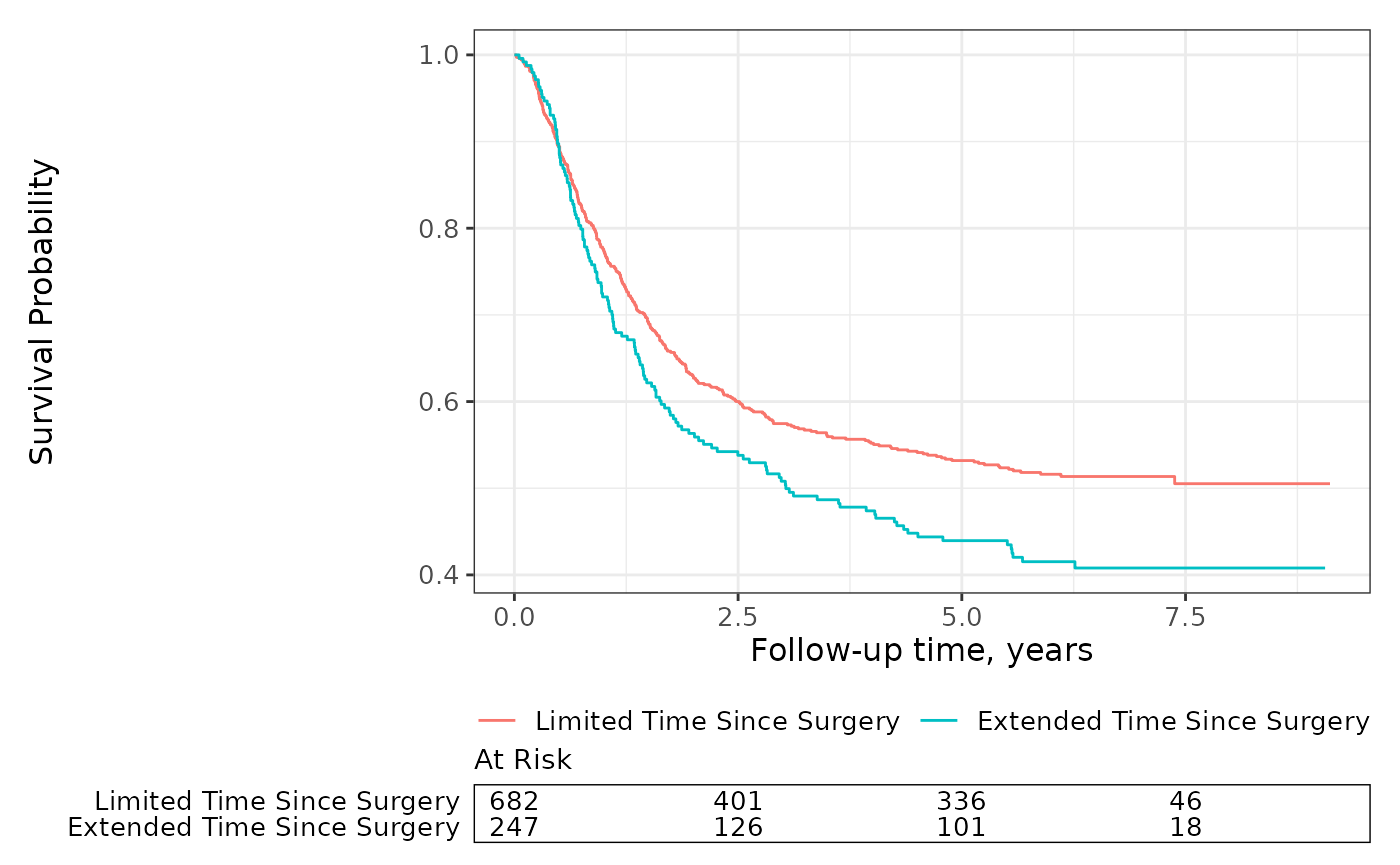 Survival Probability
1.0
0.8
0.6
0.4
0.0 2.5 5.0 7.5
Follow-up time, years
Limited Time Since Surgery Extended Time Since Surgery
At Risk
Limited Time Since Surgery 682 401 336 46
Extended Time Since Surgery 247 126 101 18